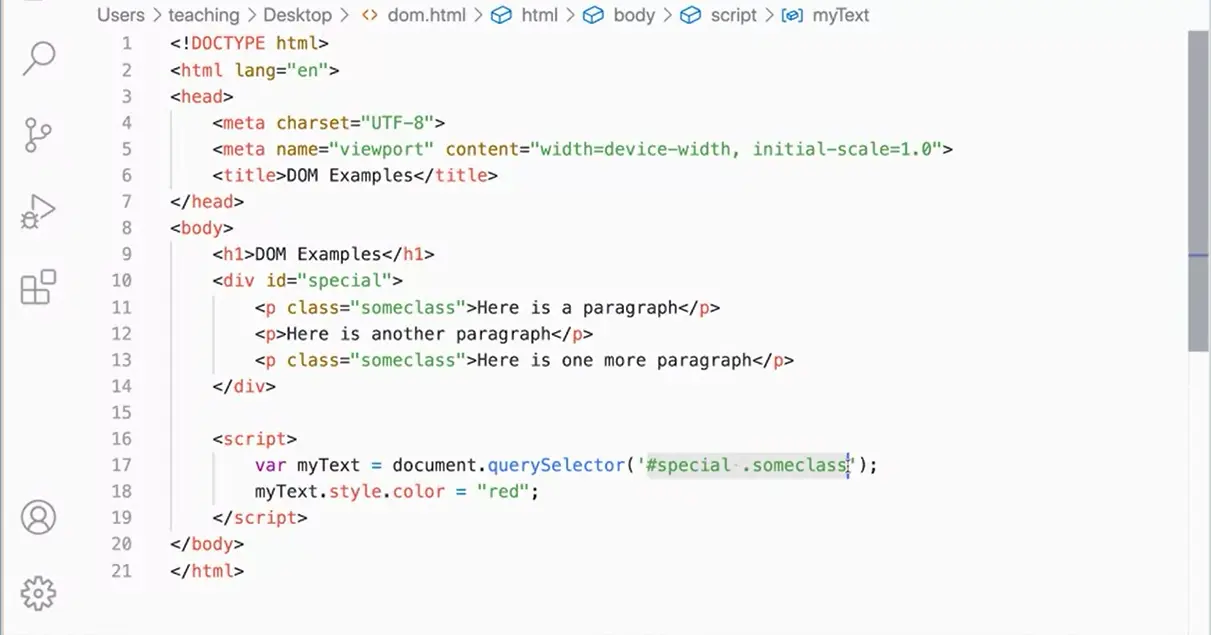 Users > teaching > Desktop > <> dom.html > html > body > script > myText
1 <!DOCTYPE html>
2 <html lang="en">
3 <head>
4     <meta charset="UTF-8">
5     <meta name="viewport" content="width=device-width, initial-scale=1.0">
6     <title>DOM Examples</title>
7 </head>
8 <body>
9     <h1>DOM Examples</h1>
10     <div id="special">
11         <p class="someclass">Here is a paragraph</p>
12         <p>Here is another paragraph</p>
13         <p class="someclass">Here is one more paragraph</p>
14     </div>
15
16     <script>
17         var myText = document.querySelector('#special .someclass');
18         myText.style.color = "red";
19     </script>
20 </body>
21 </html>